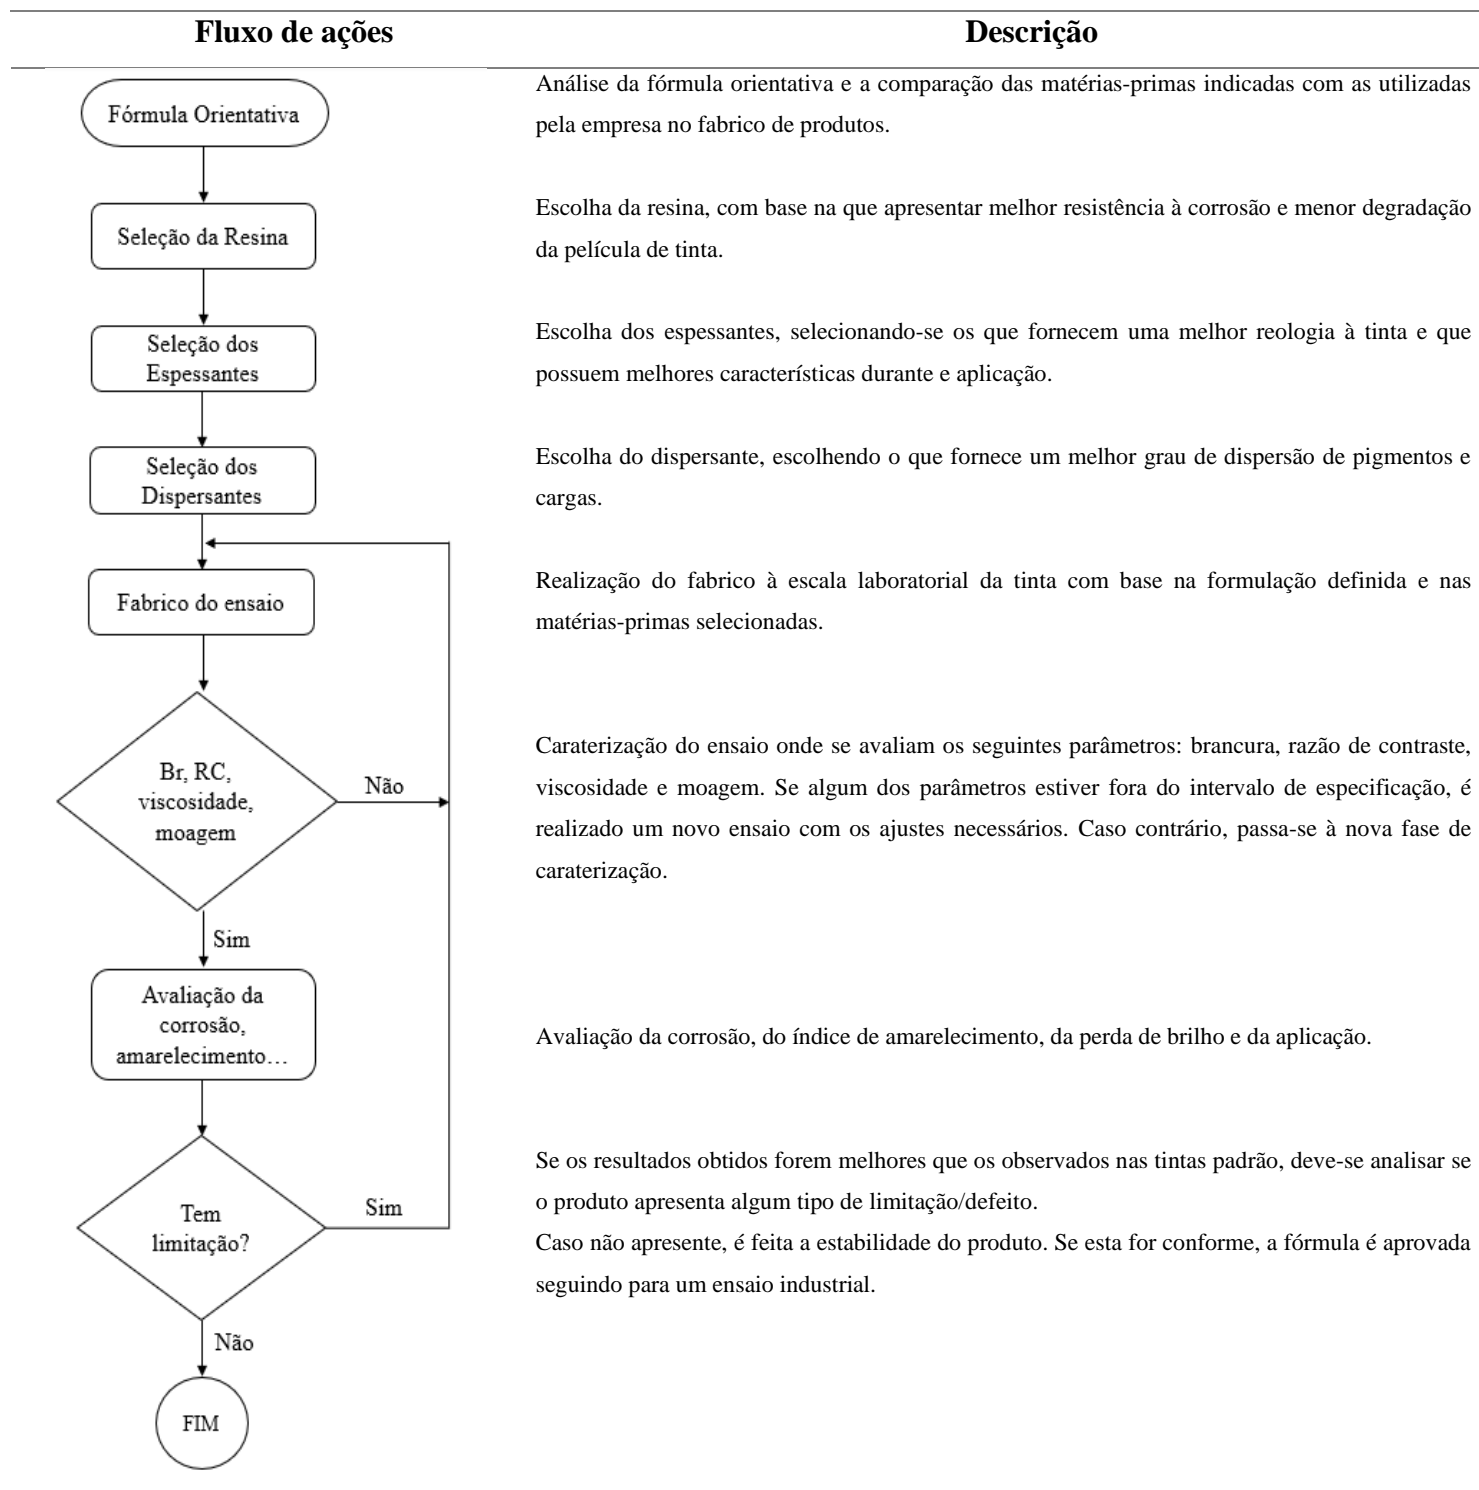 Fluxo de ações
Descrição
Fórmula Orientativa
Análise da fórmula orientativa e a comparação das matérias-primas indicadas com as utilizadas
pela empresa no fabrico de produtos.
Seleção da Resina
Escolha da resina, com base na que apresentar melhor resistência à corrosão e menor degradação
da película de tinta.
Seleção dos
Espessantes
Escolha dos espessantes, selecionando-se os que fornecem uma melhor reologia à tinta e que
possuem melhores características durante e aplicação.
Seleção dos
Dispersantes
Escolha do dispersante, escolhendo o que fornece um melhor grau de dispersão de pigmentos e
cargas.
Fabrico do ensaio
Realização do fabrico à escala laboratorial da tinta com base na formulação definida e nas
matérias-primas selecionadas.
Br, RC,
viscosidade,
moagem
Não
Sim
Caraterização do ensaio onde se avaliam os seguintes parâmetros: brancura, razão de contraste,
viscosidade e moagem. Se algum dos parâmetros estiver fora do intervalo de especificação, é
realizado um novo ensaio com os ajustes necessários. Caso contrário, passa-se à nova fase de
caraterização.
Avaliação da
corrosão,
amarelecimento…
Avaliação da corrosão, do índice de amarelecimento, da perda de brilho e da aplicação.
Tem
limitação?
Sim
Não
Se os resultados obtidos forem melhores que os observados nas tintas padrão, deve-se analisar se
o produto apresenta algum tipo de limitação/defeito.
Caso não apresente, é feita a estabilidade do produto. Se esta for conforme, a fórmula é aprovada
seguindo para um ensaio industrial.
FIM